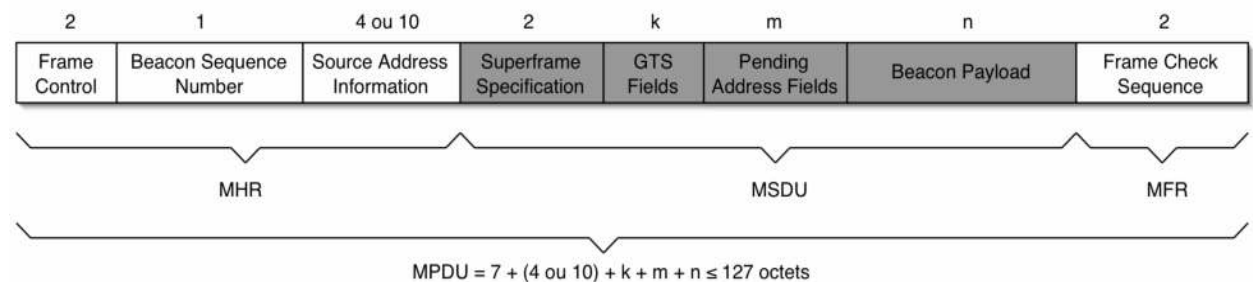 2 1 4 ou 10 2 k m n 2
Frame Control
Beacon Sequence Number
Source Address Information
Superframe Specification
GTS Fields
Pending Address Fields
Beacon Payload
Frame Check Sequence
MHR MSDU MFR
MPDU = 7 + (4 ou 10) + k + m + n ≤ 127 octets